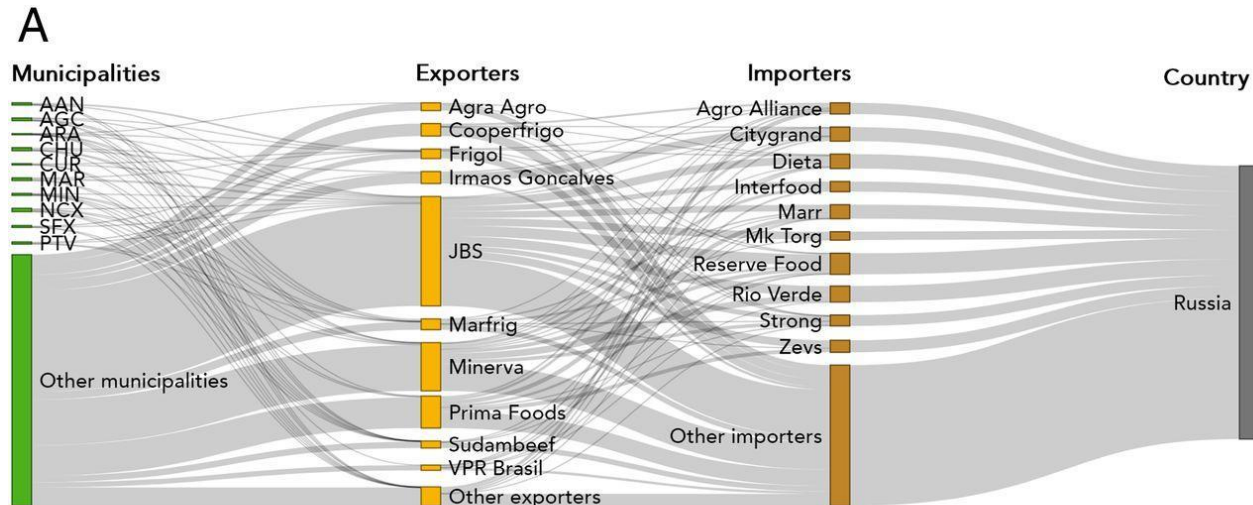 A
Municipalities
Exporters
Importers
Country
AAN
AGC
ARA
CHU
CUR
MAR
MIN
NCX
SFX
PTV
Other municipalities
Agra Agro
Cooperfrigo
Frigol
Irmaos Goncalves
JBS
Marfrig
Minerva
Prima Foods
Sudambeef
VPR Brasil
Other exporters
Agro Alliance
Citygrand
Dieta
Interfood
Marr
Mk Torg
Reserve Food
Rio Verde
Strong
Zevs
Other importers
Russia